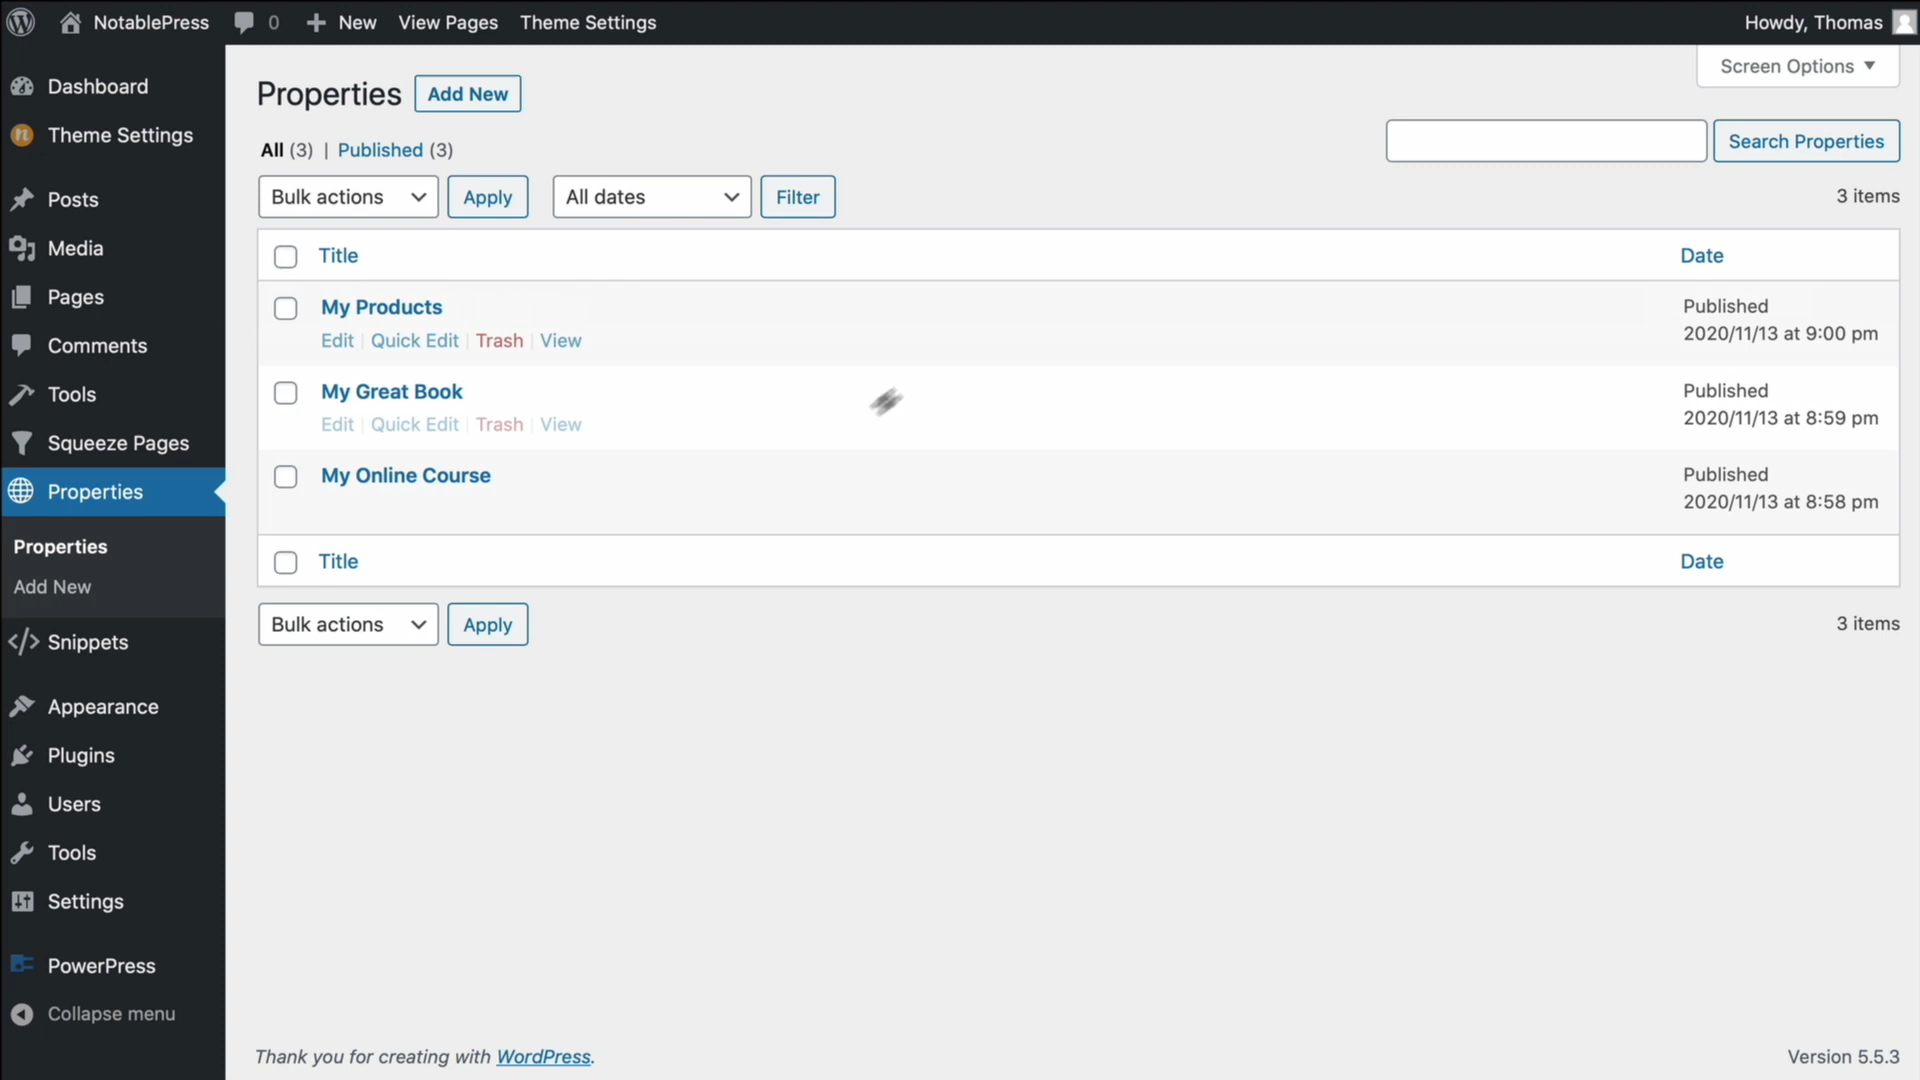 NotablePress 0 New View Pages Theme Settings Howdy, Thomas
Screen Options
Dashboard
Theme Settings
Posts
Media
Pages
Comments
Tools
Squeeze Pages
Properties
Properties
Add New
Snippets
Appearance
Plugins
Users
Tools
Settings
PowerPress
Collapse menu
Properties Add New
All (3) | Published (3)
Search Properties
Bulk actions Apply All dates Filter 3 items
Title Date
My Products Published
Edit | Quick Edit | Trash | View 2020/11/13 at 9:00 pm
My Great Book Published
Edit | Quick Edit | Trash | View 2020/11/13 at 8:59 pm
My Online Course Published
2020/11/13 at 8:58 pm
Title Date
Bulk actions Apply 3 items
Thank you for creating with WordPress. Version 5.5.3